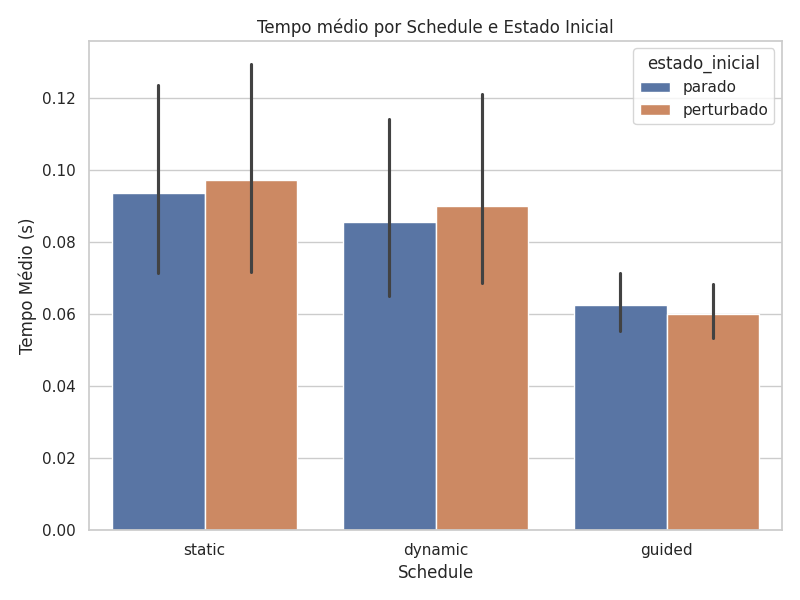 Tempo médio por Schedule e Estado Inicial
estado_inicial
parado
perturbado
Tempo Médio (s)
0.12
0.10
0.08
0.06
0.04
0.02
0.00
static
dynamic
guided
Schedule